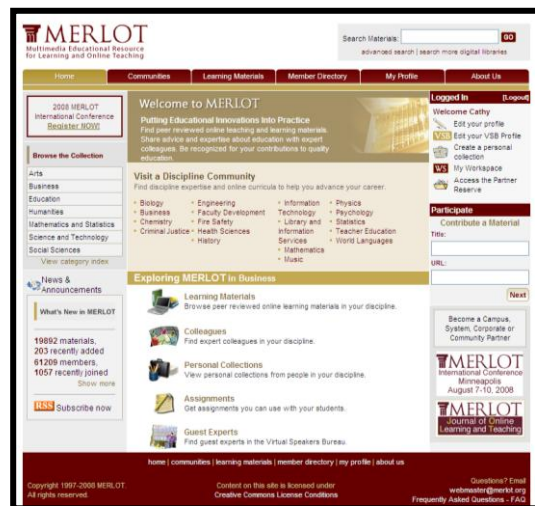 MERLOT
Multimedia Educational Resource
for Learning and Online Teaching
Search Materials:
GO
advanced search | search more digital libraries
Home
Communities
Learning Materials
Member Directory
My Profile
About Us
2008 MERLOT
International Conference
Register NOW!
Browse the Collection
Arts
Business
Education
Humanities
Mathematics and Statistics
Science and Technology
Social Sciences
View category index
News &
Announcements
What's New in MERLOT
19892 materials,
203 recently added
61209 members,
1057 recently joined
Show more
RSS Subscribe now
Welcome to MERLOT
Putting Educational Innovations Into
Practice
Find peer reviewed online teaching and learning materials.
Share advice and expertise about education with expert
colleagues. Be recognized for your contributions to quality
education.
Visit a Discipline Community
Find discipline expertise and online curricula to help you advance your career.
• Biology
• Business
• Chemistry
• Criminal Justice
• Engineering
• Faculty Development
• Fire Safety
• Health Sciences
• History
• Information
Technology
• Library and
Information
Services
• Mathematics
• Music
• Physics
• Psychology
• Statistics
• Teacher Education
• World Languages
Exploring MERLOT in Business
Learning Materials
Browse peer reviewed online learning materials in your discipline.
Colleagues
Find expert colleagues in your discipline.
Personal Collections
View personal collections from people in your discipline.
Assignments
Get assignments you can use with your students.
Guest Experts
Find guest experts in the Virtual Speakers Bureau.
Logged In [Logout]
Welcome Cathy
Edit your profile
VSB Edit your VSB Profile
Create a personal
collection
WS My Workspace
Access the Partner
Reserve
Participate
Contribute a Material
Title:
URL:
Next
Become a Campus,
System, Corporate or
Community Partner
MERLOT
International Conference
Minneapolis
August 7-10, 2008
MERLOT
Journal of Online
Learning and Teaching
home | communities | learning materials | member directory | my profile | about us
Copyright 1997-2008 MERLOT.
All rights reserved.
Content on this site is licensed under
Creative Commons License Conditions
Questions? Email
webmaster@merlot.org
Frequently Asked Questions - FAQ